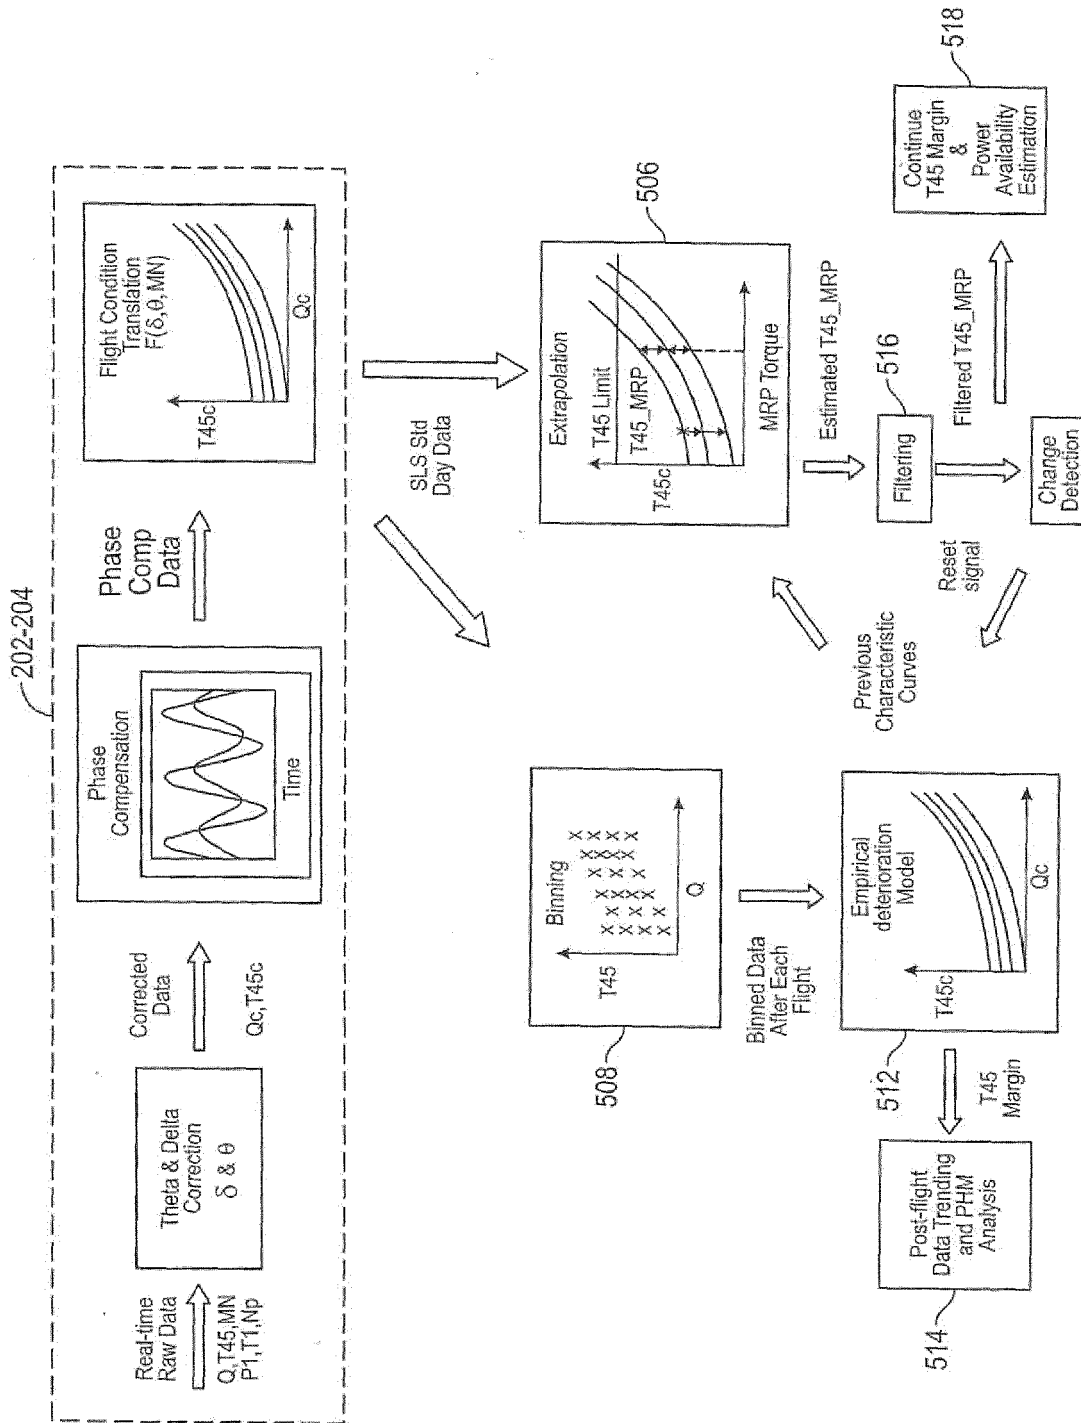 202-204
Real-time
Raw Data
Q,T45,MN
P1,T1,Np
Theta & Delta
Correction
δ & θ
Corrected
Data
Qc,T45c
Phase
Compensation
Time
Phase
Comp
Data
Flight Condition
Translation
F(δ,θ,MN)
T45c
Qc
SLS Std
Day Data
508
Binning
T45
Q
Binned Data
After Each
Flight
512
Empirical
deterioration
Model
T45c
Qc
T45
Margin
514
Post-flight
Data Trending
and PHM
Analysis
Previous
Characteristic
Curves
506
Extrapolation
T45 Limit
T45_MRP
T45c
MRP Torque
Estimated T45_MRP
516
Filtering
Filtered T45_MRP
Reset
signal
Change
Detection
518
Continue
T45 Margin
&
Power
Availability
Estimation